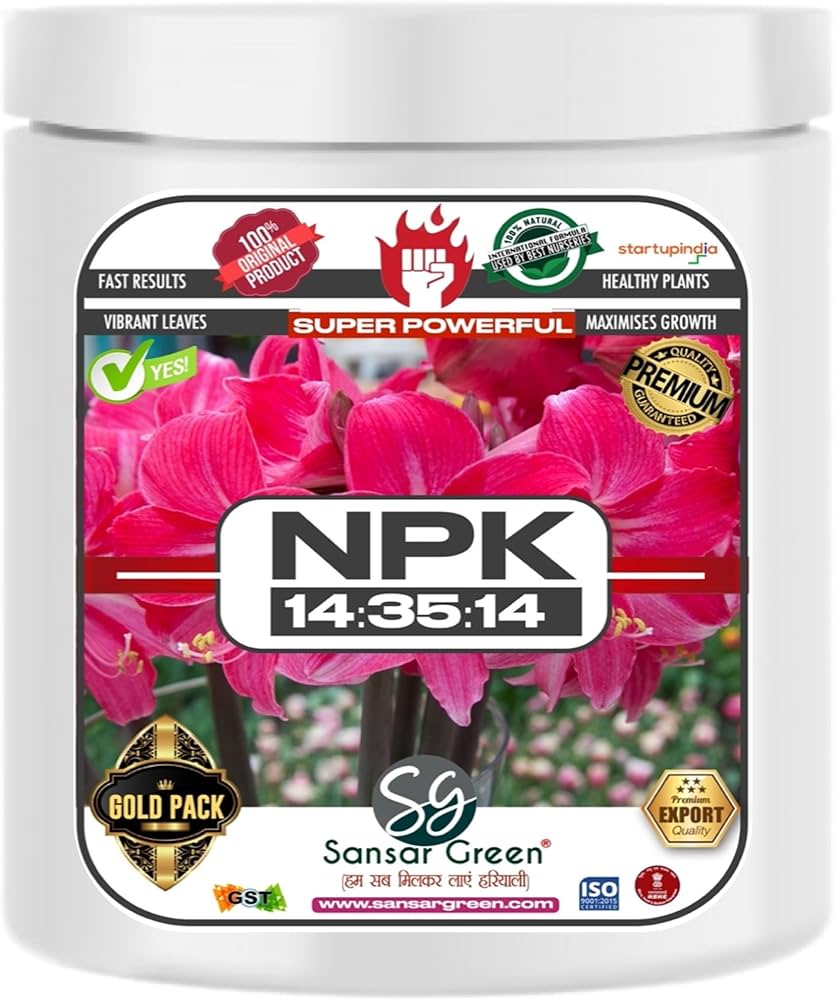 100%
ORIGINAL
PRODUCT
100% NATURAL
INTERNATIONAL FORMULA
USED BY BEST NURSERIES
startupindia
FAST RESULTS
HEALTHY PLANTS
VIBRANT LEAVES
SUPER POWERFUL
MAXIMISES GROWTH
YES!
QUALITY
PREMIUM
GUARANTEED
NPK
14:35:14
GOLD PACK
Sg
Sansar Green®
(हम सब मिलकर लाएं हरियाली)
www.sansargreen.com
GST
Premium
EXPORT
Quality
ISO
9001:2015
CERTIFIED